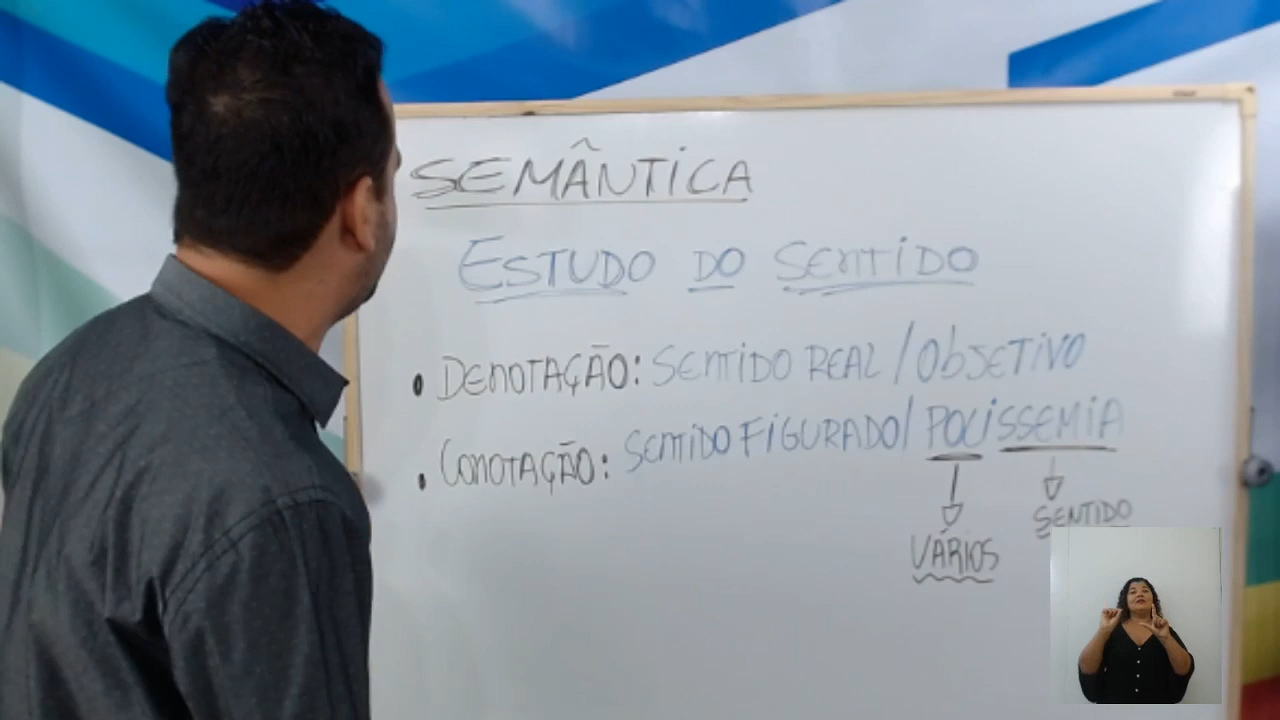 SEMÂNTICA
ESTUDO DO SENTIDO
• DENOTAÇÃO: SENTIDO REAL / OBJETIVO
• CONOTAÇÃO: SENTIDO FIGURADO / POLISSEMIA
VÁRIOS SENTIDO